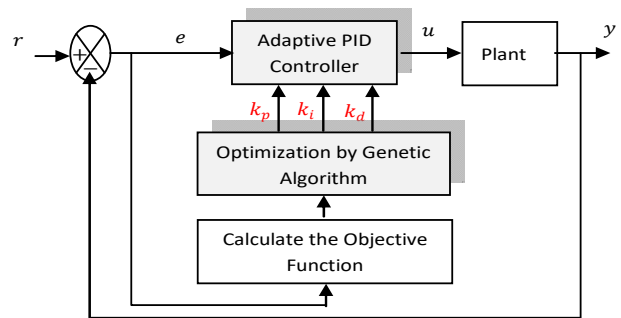 r
+
−
e
Adaptive PID
Controller
u
Plant
y
k_p k_i k_d
Optimization by Genetic
Algorithm
Calculate the Objective
Function